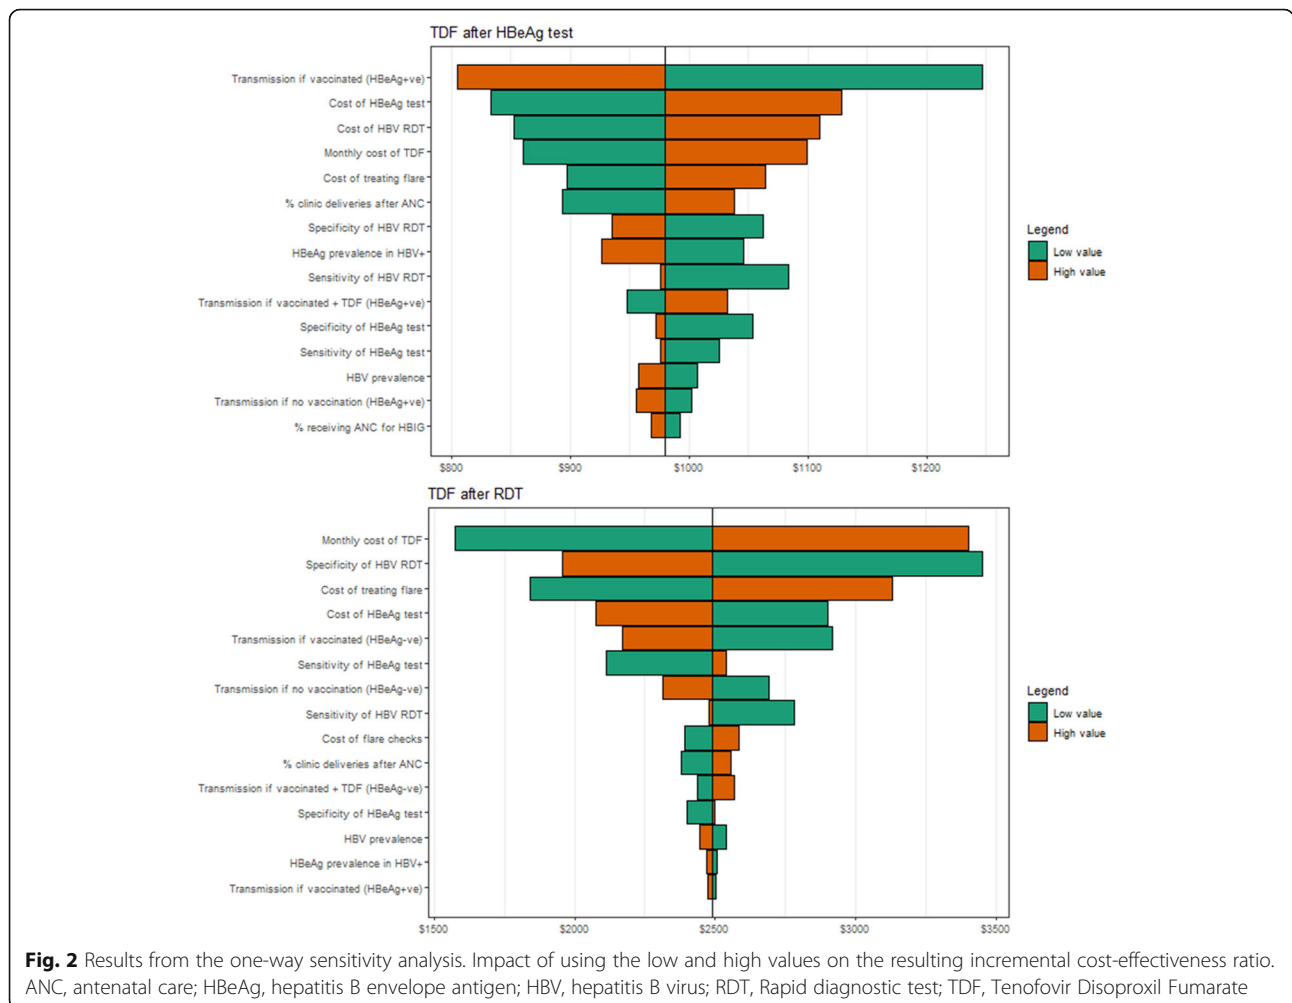 TDF after HBeAg test
Transmission if vaccinated (HBeAg+ve)
Cost of HBeAg test
Cost of HBV RDT
Monthly cost of TDF
Cost of treating flare
% clinic deliveries after ANC
Specificity of HBV RDT
HBeAg prevalence in HBV+
Sensitivity of HBV RDT
Transmission if vaccinated + TDF (HBeAg+ve)
Specificity of HBeAg test
Sensitivity of HBeAg test
HBV prevalence
Transmission if no vaccination (HBeAg+ve)
% receiving ANC for HBIG
$800 $900 $1000 $1100 $1200
Legend
Low value
High value
TDF after RDT
Monthly cost of TDF
Specificity of HBV RDT
Cost of treating flare
Cost of HBeAg test
Transmission if vaccinated (HBeAg-ve)
Sensitivity of HBeAg test
Transmission if no vaccination (HBeAg-ve)
Sensitivity of HBV RDT
Cost of flare checks
% clinic deliveries after ANC
Transmission if vaccinated + TDF (HBeAg-ve)
Specificity of HBeAg test
HBV prevalence
HBeAg prevalence in HBV+
Transmission if vaccinated (HBeAg+ve)
$1500 $2000 $2500 $3000 $3500
Legend
Low value
High value
Fig. 2 Results from the one-way sensitivity analysis. Impact of using the low and high values on the resulting incremental cost-effectiveness ratio.
ANC, antenatal care; HBeAg, hepatitis B envelope antigen; HBV, hepatitis B virus; RDT, Rapid diagnostic test; TDF, Tenofovir Disoproxil Fumarate